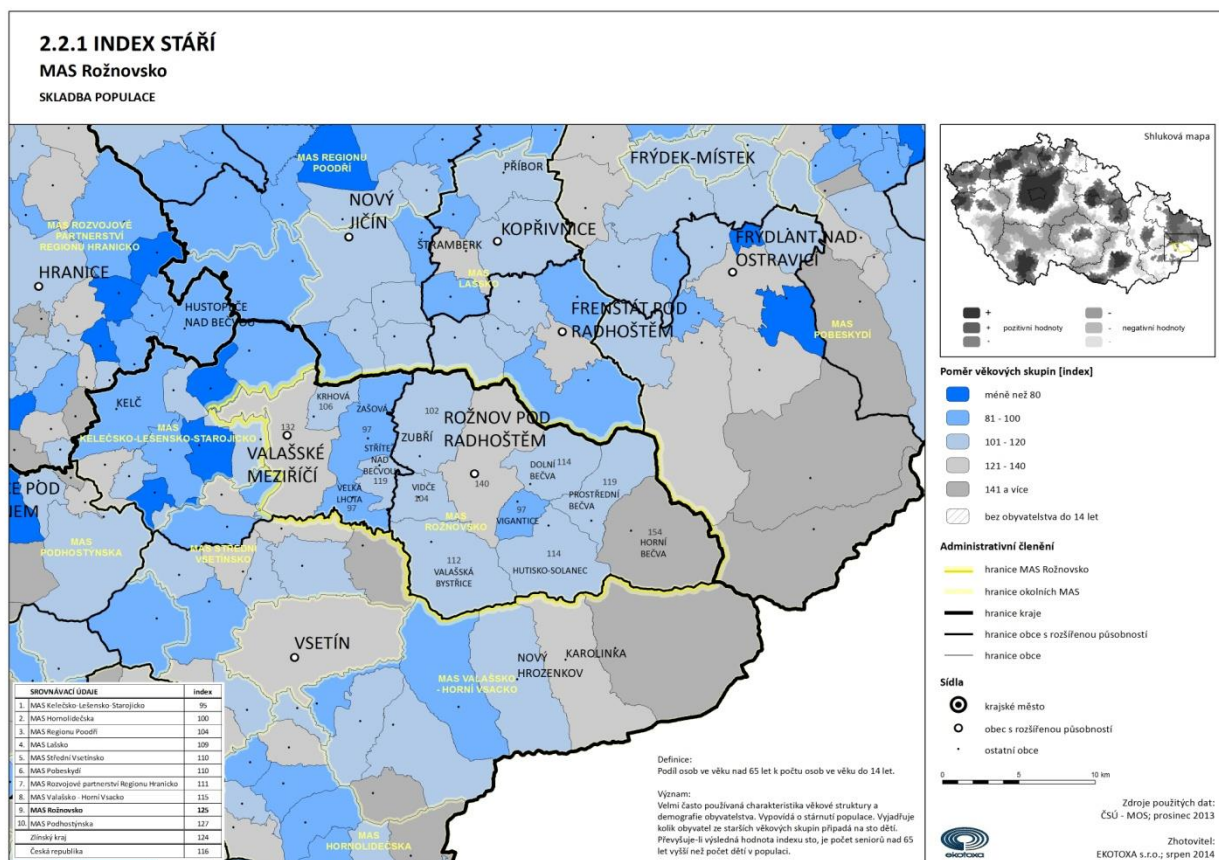 2.2.1 INDEX STÁŘÍ
MAS Rožnovsko
SKLADBA POPULACE
MAS REGIONU
POODŘÍ
PŘÍBOR
FRÝDEK-MÍSTEK
NOVÝ
JIČÍN
MAS ROZVOJOVÉ
PARTNERSTVÍ
REGIONU HRANICKO
ŠTRAMBERK
KOPŘIVNICE
FRÝDLANT NAD
OSTRAVICÍ
HRANICE
MAS
LAŠSKO
HUSTOPEČE
NAD BEČVOU
FRENŠTÁT POD
RADHOŠTĚM
MAS
POBESKYDÍ
KELČ
KRHOVÁ
106
ZAŠOVÁ
97
102
ZUBŘÍ
ROŽNOV POD
RADHOŠTĚM
140
MAS
KELEČSKO-LEŠENSKO-STAROJICKO
132
VALAŠSKÉ
MEZIŘÍČÍ
STŘÍTEŽ
NAD
BEČVOU
119
DOLNÍ
BEČVA
114
119
PROSTŘEDNÍ
BEČVA
VELKÁ
LHOTA
97
VIDČE
104
97
VIGANTICE
MAS
ROŽNOVSKO
154
HORNÍ
BEČVA
MAS
PODHOSTÝNSKA
MAS STŘEDNÍ
VSETÍNSKO
112
VALAŠSKÁ
BYSTŘICE
114
HUTISKO-SOLANEC
VSETÍN
NOVÝ
HROZENKOV
KAROLINKA
MAS VALAŠSKO
- HORNÍ VSACKO
MAS
HORNOLIDEČSKA
SROVNÁVACÍ ÚDAJE index
1. MAS Kelečsko-Lešensko-Starojicko 95
2. MAS Hornolidečska 100
3. MAS Regionu Poodří 104
4. MAS Lašsko 109
5. MAS Střední Vsetínsko 110
6. MAS Pobeskydí 110
7. MAS Rozvojové partnerství Regionu Hranicko 111
8. MAS Valašsko - Horní Vsacko 115
9. MAS Rožnovsko 125
10. MAS Podhostýnska 127
Zlínský kraj 124
Česká republika 116
Definice:
Podíl osob ve věku nad 65 let k počtu osob ve věku do 14 let.
Význam:
Velmi často používaná charakteristika věkové struktury a
demografie obyvatelstva. Vypovídá o stárnutí populace. Vyjadřuje
kolik obyvatel ze starších věkových skupin připadá na sto dětí.
Převyšuje-li výsledná hodnota indexu sto, je počet seniorů nad 65
let vyšší než počet dětí v populaci.
Shluková mapa
+ -
+ pozitivní hodnoty - negativní hodnoty
- -
Poměr věkových skupin [index]
méně než 80
81 - 100
101 - 120
121 - 140
141 a více
bez obyvatelstva do 14 let
Administrativní členění
hranice MAS Rožnovsko
hranice okolních MAS
hranice kraje
hranice obce s rozšířenou působností
hranice obce
Sídla
krajské město
obec s rozšířenou působností
ostatní obce
0 5 10 km
Zdroje použitých dat:
ČSÚ - MOS; prosinec 2013
ekotoxa
Zhotovitel:
EKOTOXA s.r.o.; srpen 2014